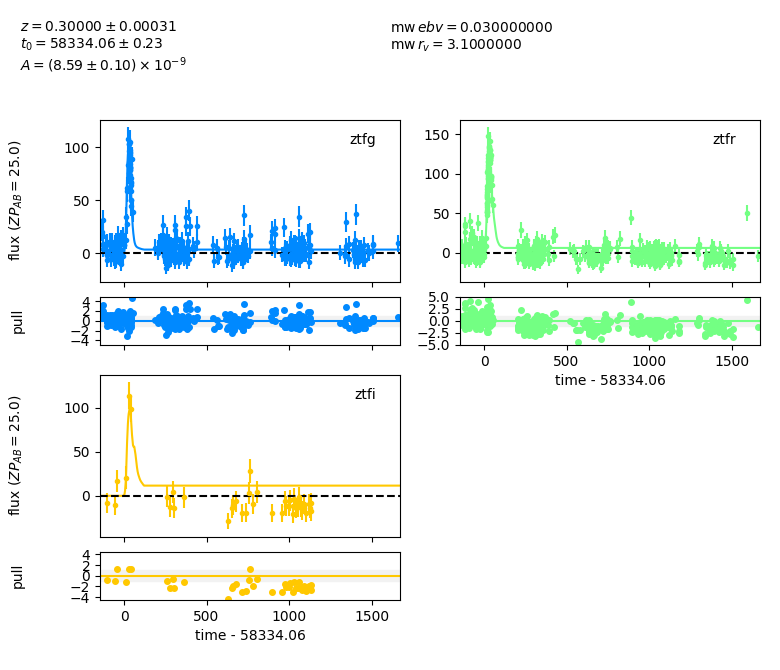 z = 0.30000 ± 0.00031
t₀ = 58334.06 ± 0.23
A = (8.59 ± 0.10) × 10⁻⁹
mw ebv = 0.030000000
mw r_v = 3.1000000
ztfg
flux (ZP_AB = 25.0)
100
50
0
pull
4
2
0
−2
−4
ztfr
150
100
50
0
5.0
2.5
0.0
−2.5
−5.0
0
500
1000
1500
time - 58334.06
ztfi
flux (ZP_AB = 25.0)
100
50
0
pull
4
2
0
−2
−4
0
500
1000
1500
time - 58334.06